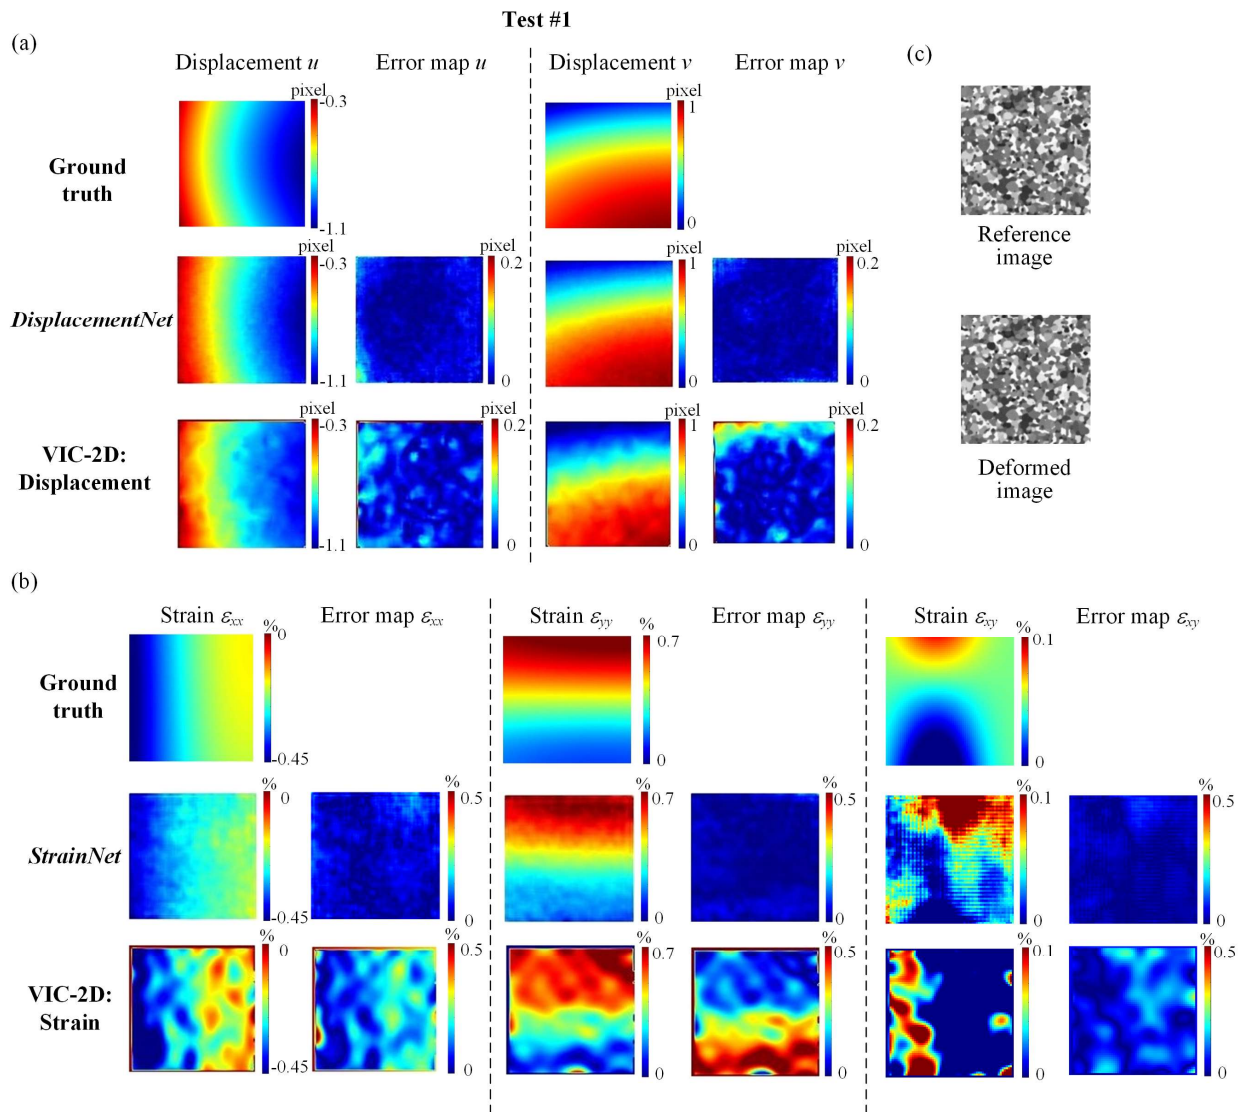 Test #1
(a)
Displacement u
Error map u
Displacement v
Error map v
(c)
pixel
-0.3
-1.1
pixel
1
0
Ground
truth
Reference
image
pixel
-0.3
-1.1
pixel
0.2
0
pixel
1
0
pixel
0.2
0
DisplacementNet
pixel
-0.3
-1.1
pixel
0.2
0
pixel
1
0
pixel
0.2
0
VIC-2D:
Displacement
Deformed
image
(b)
Strain εxx
Error map εxx
Strain εyy
Error map εyy
Strain εxy
Error map εxy
%
0
-0.45
%
0.7
0
%
0.1
0
Ground
truth
%
0
-0.45
%
0.5
0
%
0.7
0
%
0.5
0
%
0.1
0
%
0.5
0
StrainNet
%
0
-0.45
%
0.5
0
%
0.7
0
%
0.5
0
%
0.1
0
%
0.5
0
VIC-2D:
Strain